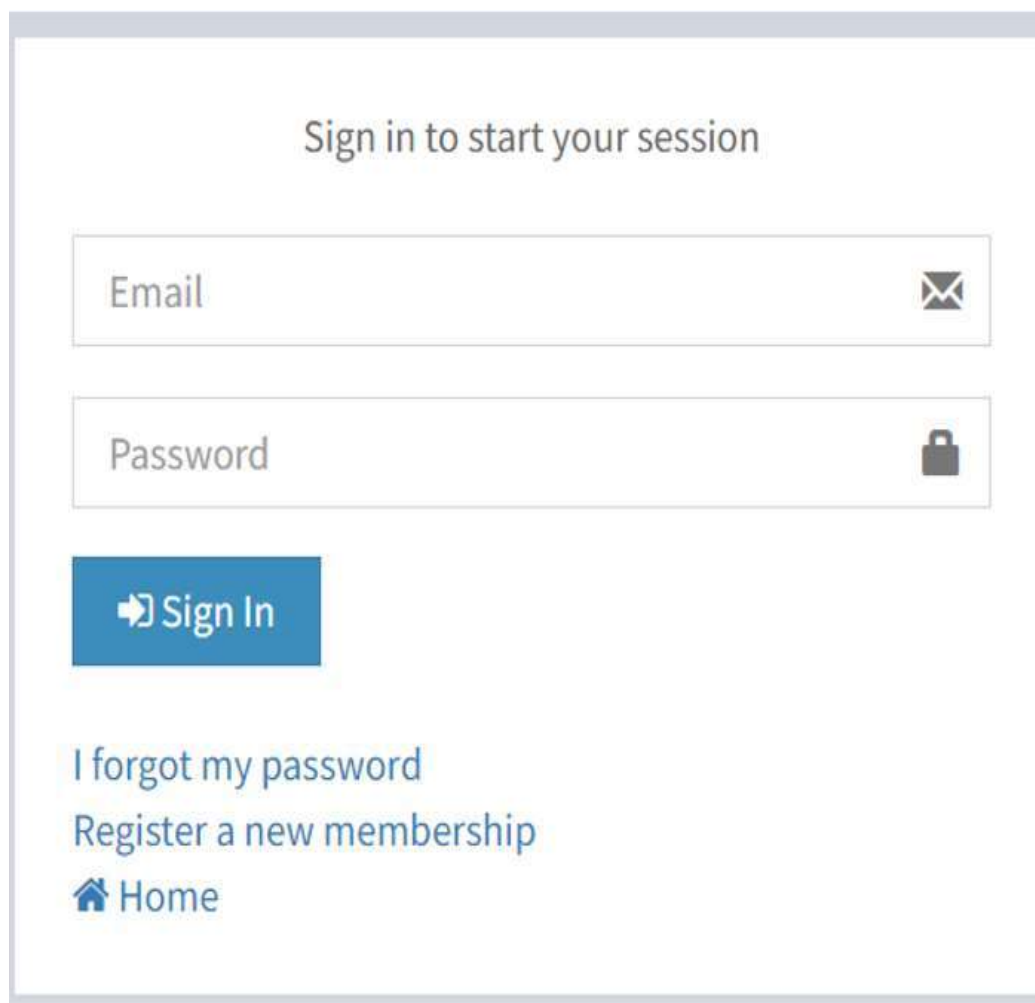 Sign in to start your session
Email
Password
Sign In
I forgot my password
Register a new membership
Home